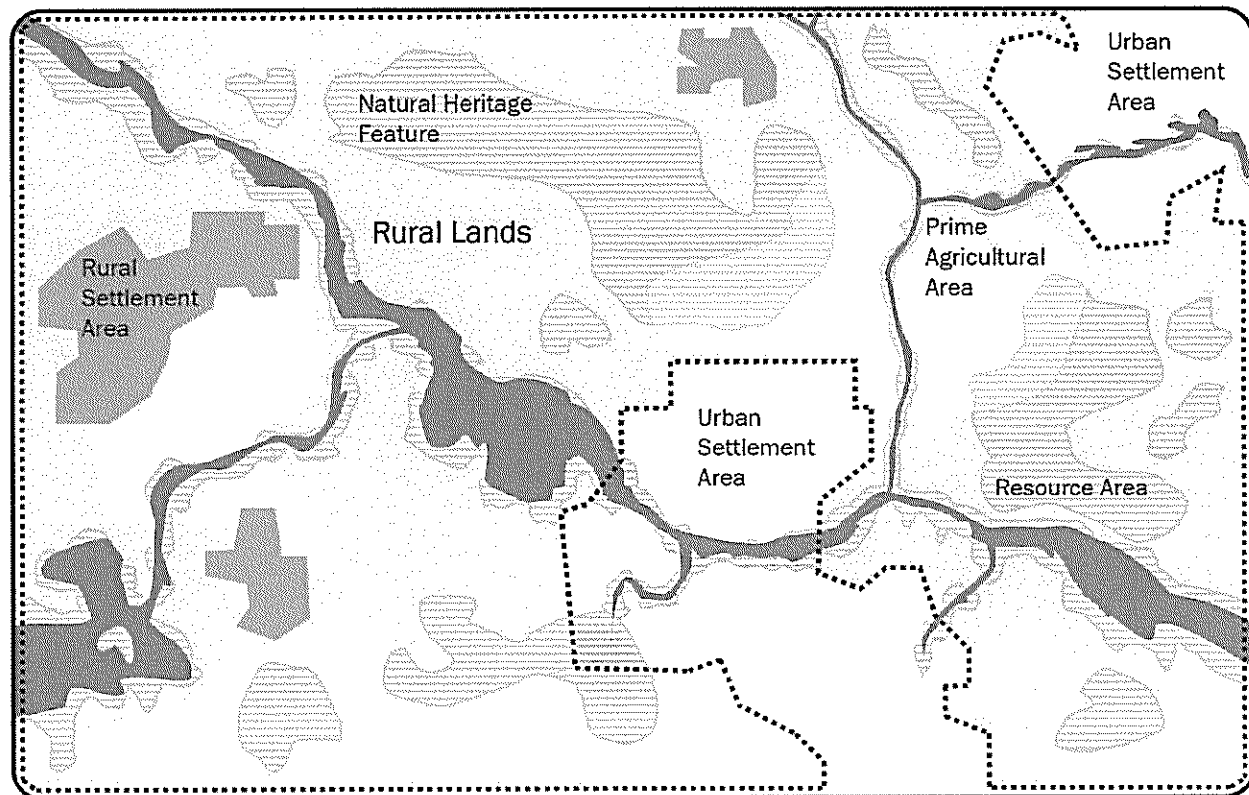 Urban
Settlement
Area
Natural Heritage
Feature
Rural Lands
Prime
Agricultural
Area
Rural
Settlement
Area
Urban
Settlement
Area
Resource Area